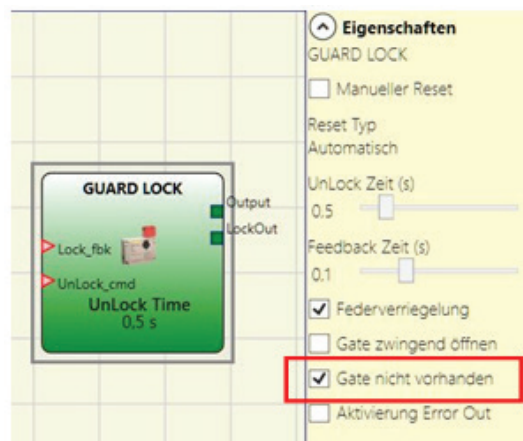 GUARD LOCK
Output
LockOut
Lock_fbk
UnLock_cmd
UnLock Time
0,5 s
Eigenschaften
GUARD LOCK
Manueller Reset
Reset Typ
Automatisch
UnLock Zeit (s)
0.5
Feedback Zeit (s)
0.1
Federverriegelung
Gate zwingend öffnen
Gate nicht vorhanden
Aktivierung Error Out